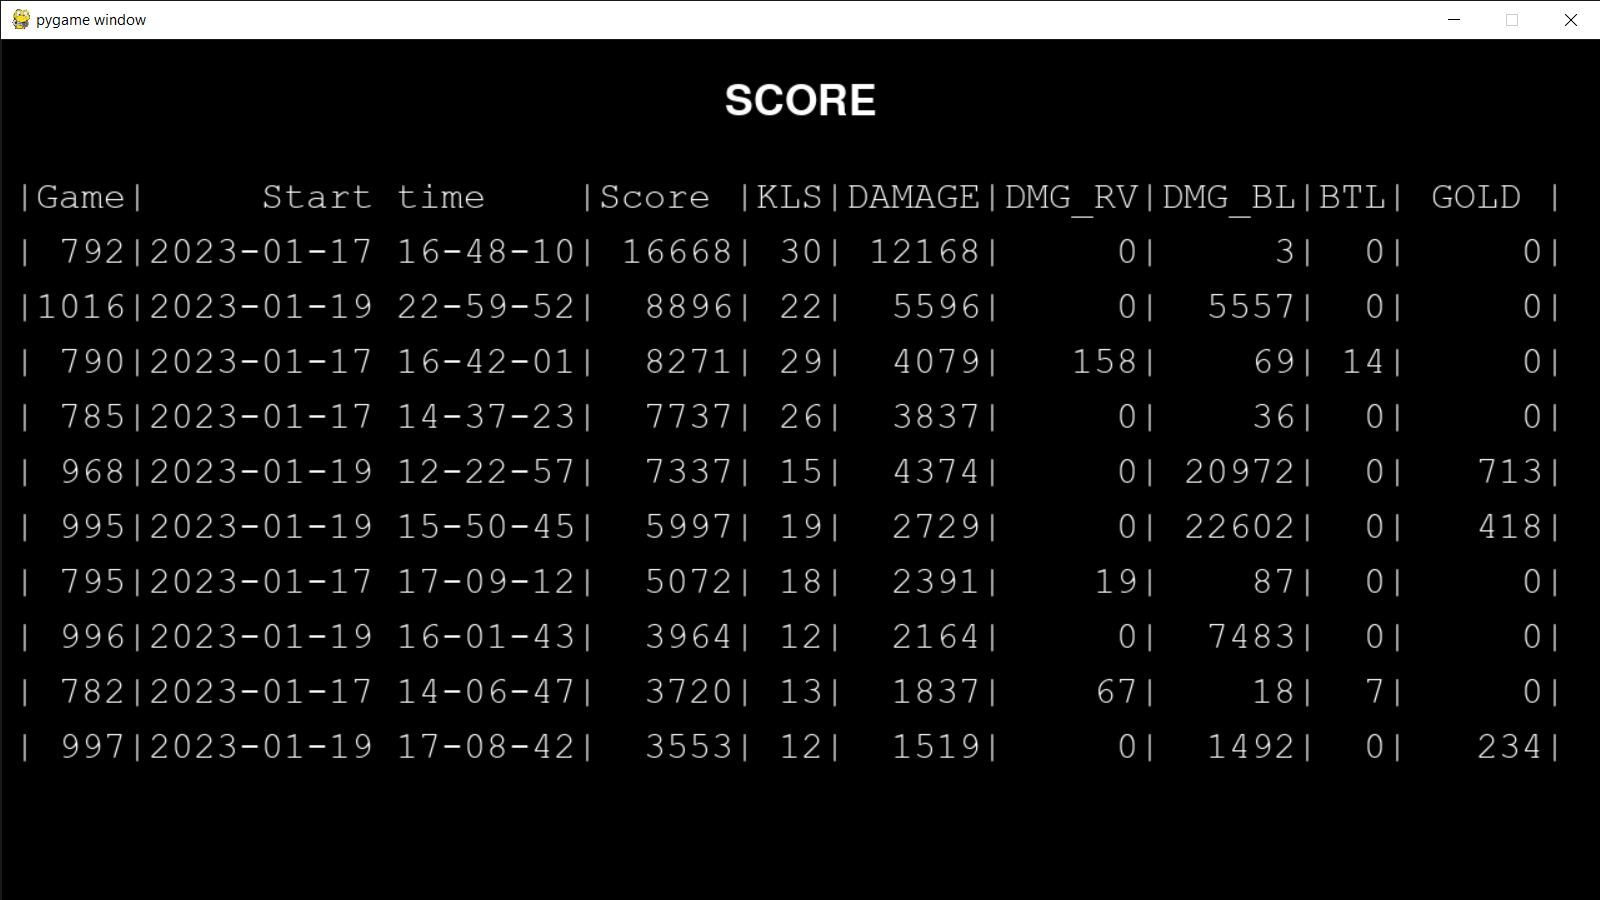 pygame window
SCORE
|Game|     Start time    |Score |KLS|DAMAGE|DMG_RV|DMG_BL|BTL| GOLD |
| 792|2023-01-17 16-48-10| 16668| 30| 12168|     0|     3|  0|     0|
|1016|2023-01-19 22-59-52|  8896| 22|  5596|     0|  5557|  0|     0|
| 790|2023-01-17 16-42-01|  8271| 29|  4079|   158|    69| 14|     0|
| 785|2023-01-17 14-37-23|  7737| 26|  3837|     0|    36|  0|     0|
| 968|2023-01-19 12-22-57|  7337| 15|  4374|     0| 20972|  0|   713|
| 995|2023-01-19 15-50-45|  5997| 19|  2729|     0| 22602|  0|   418|
| 795|2023-01-17 17-09-12|  5072| 18|  2391|    19|    87|  0|     0|
| 996|2023-01-19 16-01-43|  3964| 12|  2164|     0|  7483|  0|     0|
| 782|2023-01-17 14-06-47|  3720| 13|  1837|    67|    18|  7|     0|
| 997|2023-01-19 17-08-42|  3553| 12|  1519|     0|  1492|  0|   234|